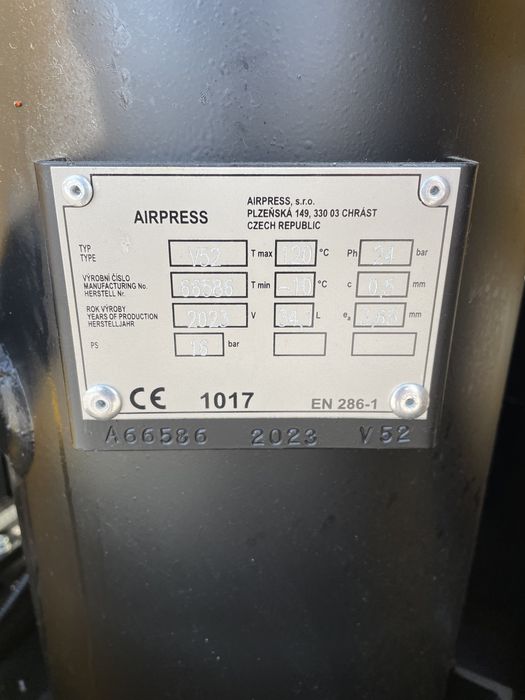 AIRPRESS
AIRPRESS, s.r.o.
PLZEŇSKÁ 149, 330 03 CHRÁST
CZECH REPUBLIC
TYP
TYPE V52 T max 120 °C Ph 24 bar
VÝROBNÍ ČÍSLO
MANUFACTURING No. 66586 T min -10 °C c 0,5 mm
HERSTELL Nr.
ROK VÝROBY
YEARS OF PRODUCTION 2023 V L eₐ mm
HERSTELLJAHR
PS 16 bar
CE 1017 EN 286-1
A66586 2023 V52